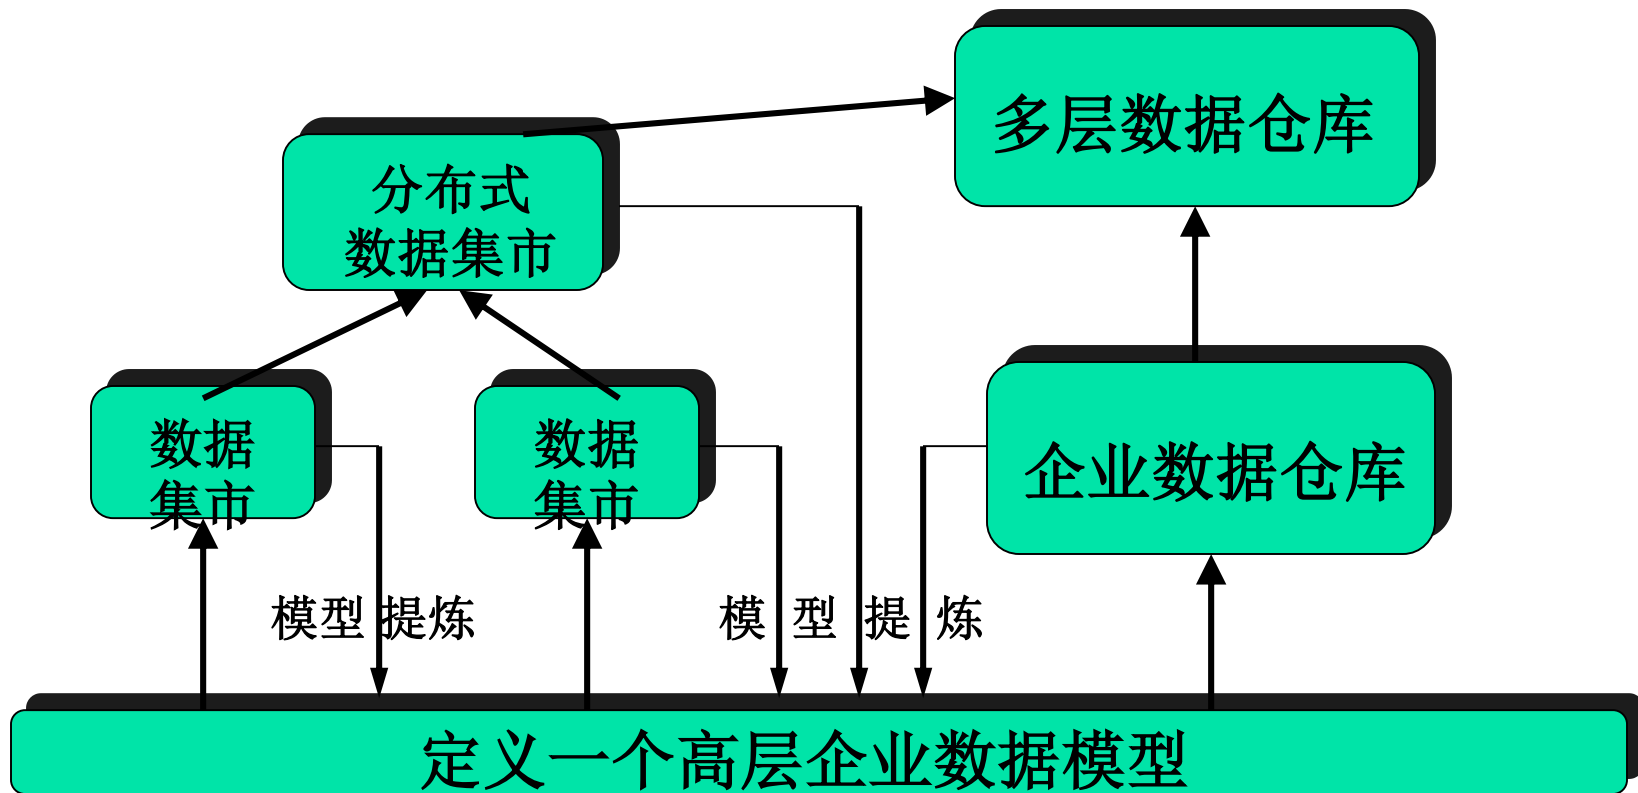 多层数据仓库
分布式
数据集市
数据
集市
数据
集市
企业数据仓库
模型提炼
模型提炼
定义一个高层企业数据模型